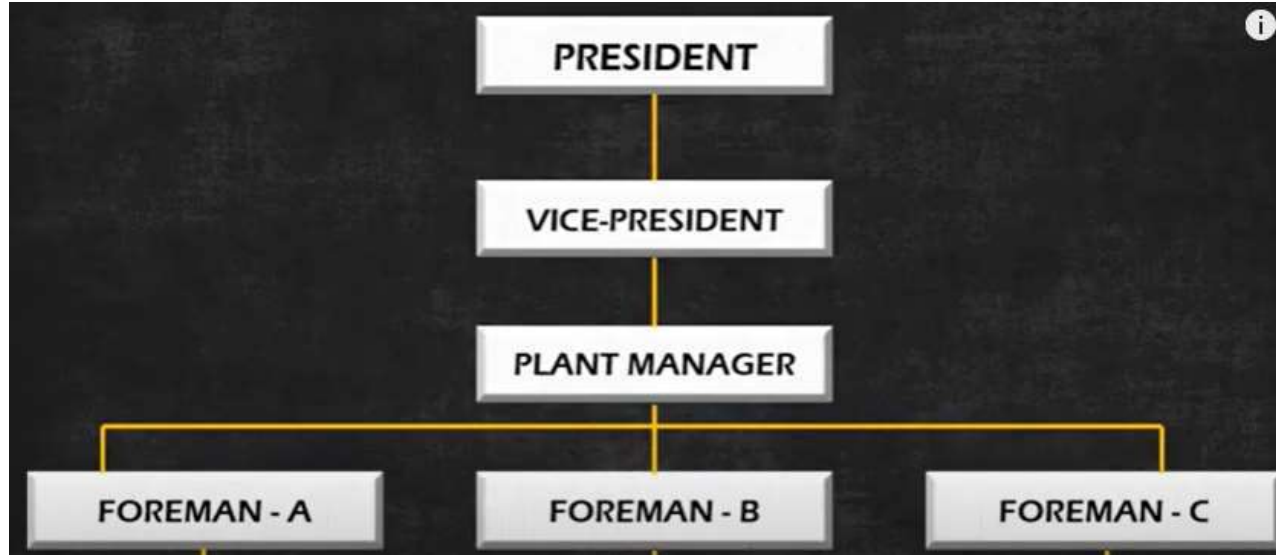 PRESIDENT
VICE-PRESIDENT
PLANT MANAGER
FOREMAN - A
FOREMAN - B
FOREMAN - C